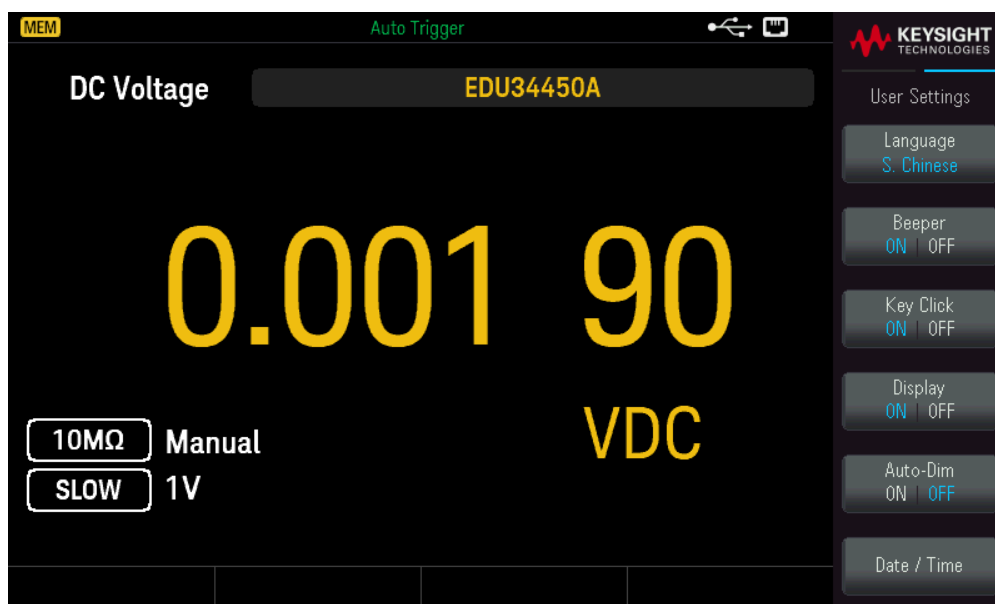 MEM
Auto Trigger
KEYSIGHT
TECHNOLOGIES
DC Voltage
EDU34450A
User Settings
Language
S. Chinese
Beeper
ON | OFF
0.001 90
Key Click
ON | OFF
VDC
Display
ON | OFF
10MΩ Manual
SLOW 1V
Auto-Dim
ON | OFF
Date / Time